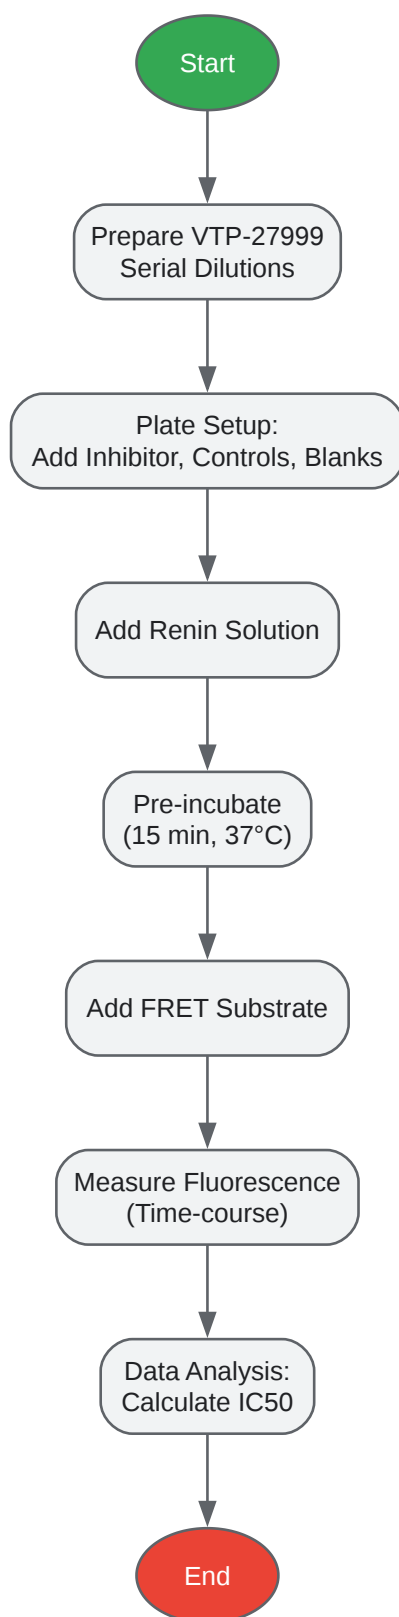 Start
Prepare VTP-27999
Serial Dilutions
Plate Setup:
Add Inhibitor, Controls, Blanks
Add Renin Solution
Pre-incubate
(15 min, 37°C)
Add FRET Substrate
Measure Fluorescence
(Time-course)
Data Analysis:
Calculate IC50
End